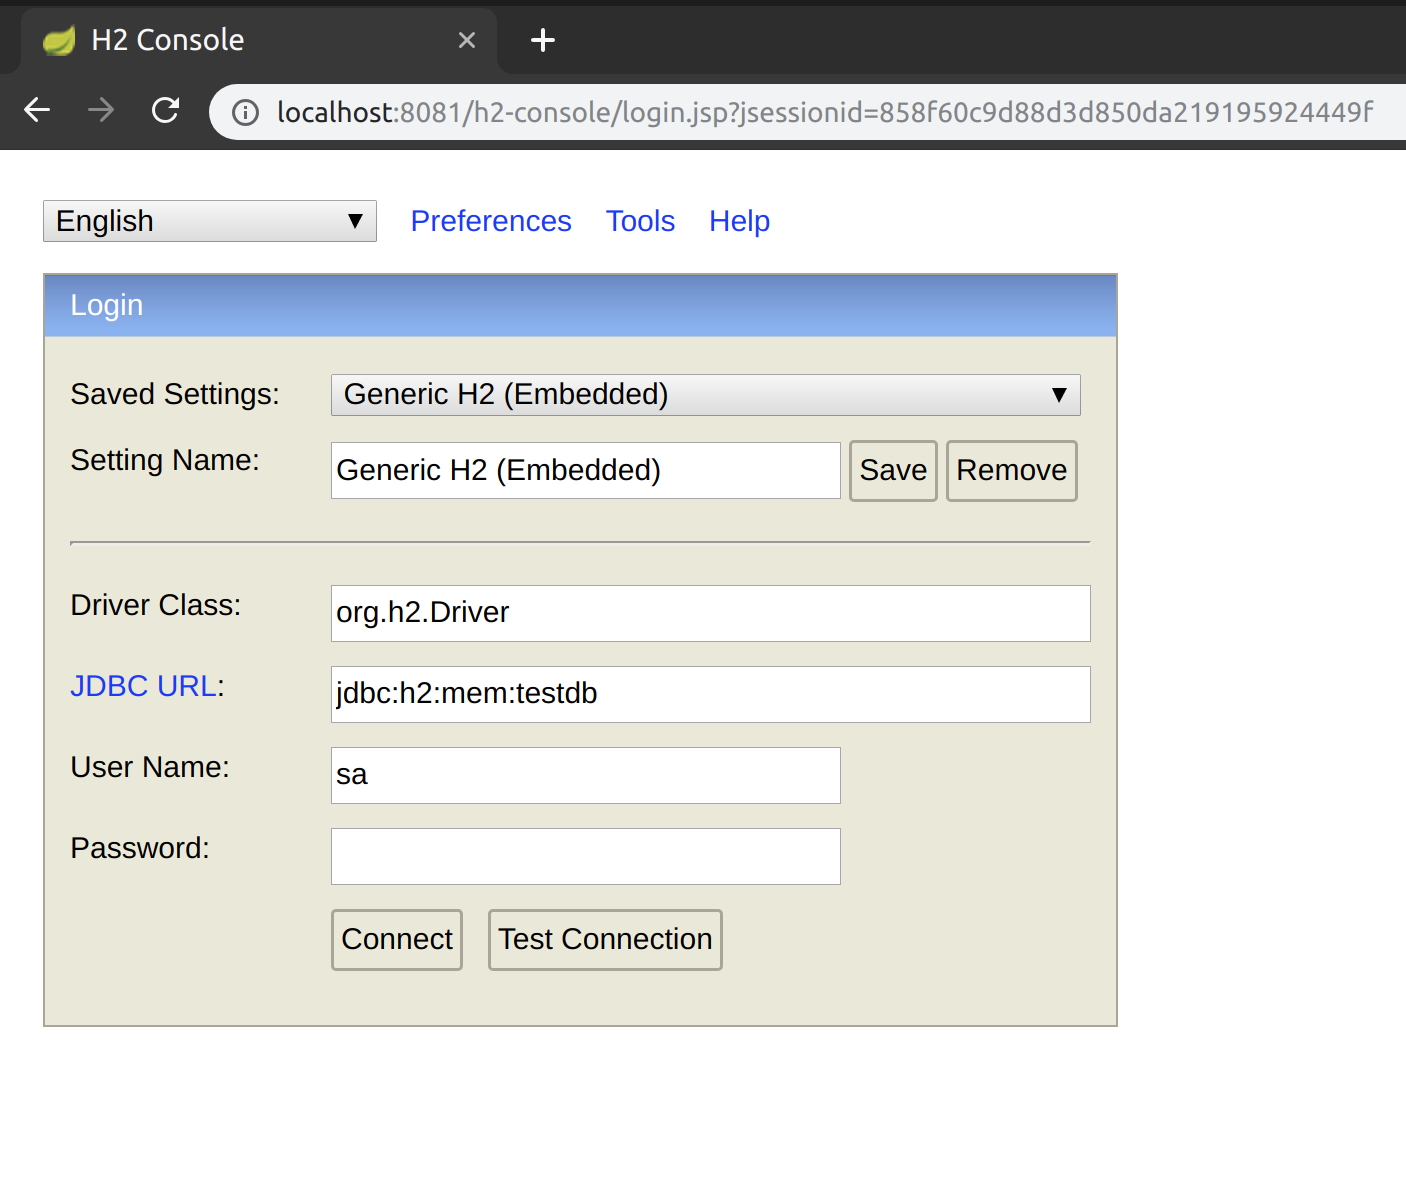 H2 Console
localhost:8081/h2-console/login.jsp?jsessionid=858f60c9d88d3d850da219195924449f
English Preferences Tools Help
Login
Saved Settings: Generic H2 (Embedded)
Setting Name: Generic H2 (Embedded) Save Remove
Driver Class: org.h2.Driver
JDBC URL: jdbc:h2:mem:testdb
User Name: sa
Password:
Connect Test Connection